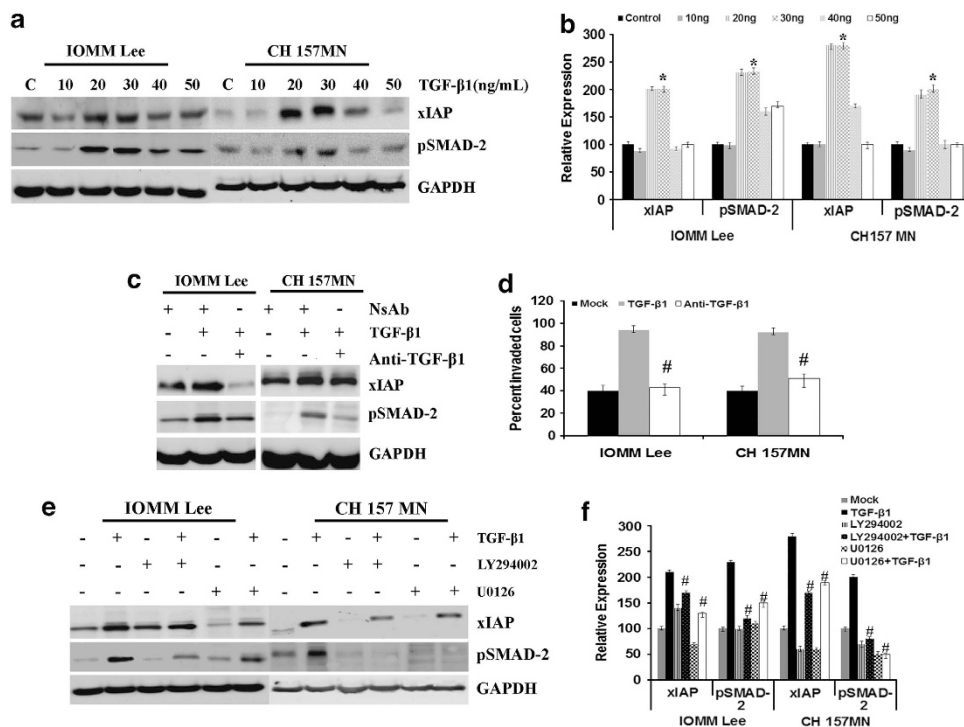 a
IOMM Lee CH 157MN
C 10 20 30 40 50 C 10 20 30 40 50 TGF-β1(ng/mL)
xIAP
pSMAD-2
GAPDH
b
Control 10ng 20ng 30ng 40ng 50ng
Relative Expression
300
250
200
150
100
50
0
* * * *
xIAP pSMAD-2 xIAP pSMAD-2
IOMM Lee CH157 MN
c
IOMM Lee CH 157MN
+ + - + + - NsAb
- + + - + + TGF-β1
+ + Anti-TGF-β1
xIAP
pSMAD-2
GAPDH
d
Mock TGF-β1 Anti-TGF-β1
Percent invaded cells
120
100
80
60
40
20
0
# #
IOMM Lee CH 157MN
e
IOMM Lee CH 157 MN
- + - + - + - + - + - + TGF-β1
- - + + - - - - + + - - LY294002
- - - - + + - - - - + + U0126
xIAP
pSMAD-2
GAPDH
f
Mock
TGF-β1
LY294002
LY294002+TGF-β1
U0126
U0126+TGF-β1
Relative Expression
300
250
200
150
100
50
0
# # # # # # # #
xIAP pSMAD-2 xIAP pSMAD-2
IOMM Lee CH 157MN